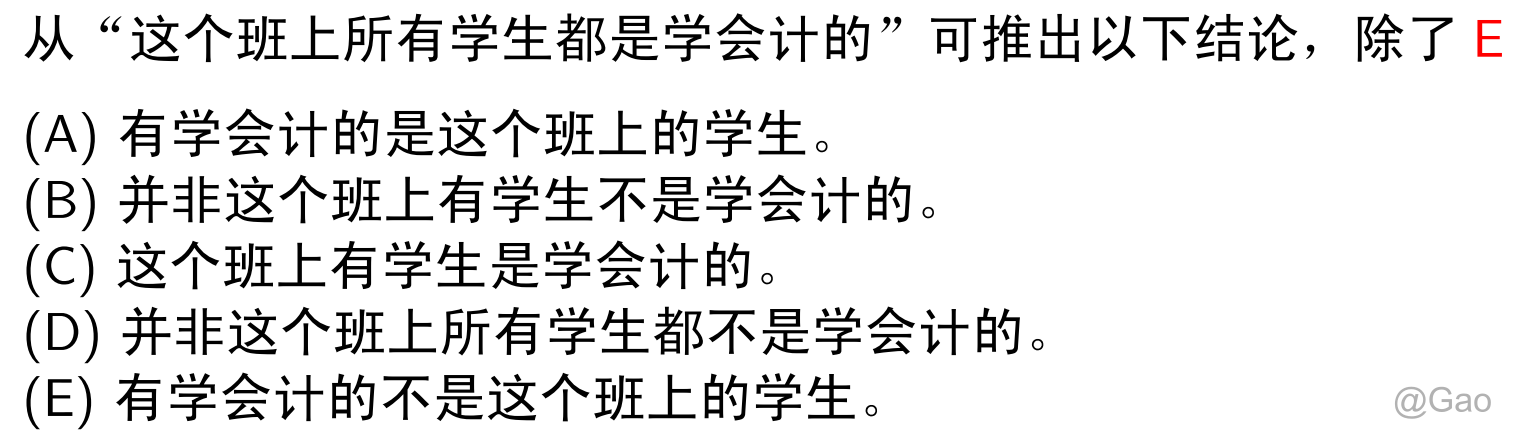 从“这个班上所有学生都是学会计的”可推出以下结论，除了 E
(A) 有学会计的是这个班上的学生。
(B) 并非这个班上有学生不是学会计的。
(C) 这个班上有学生是学会计的。
(D) 并非这个班上所有学生都不是学会计的。
(E) 有学会计的不是这个班上的学生。
@Gao